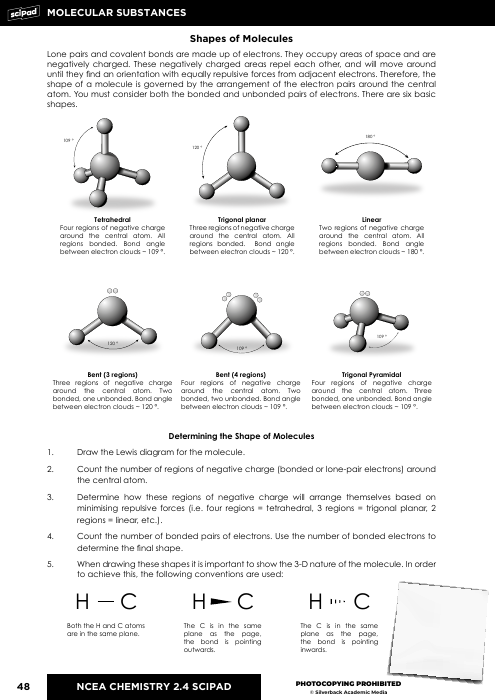 scipad MOLECULAR SUBSTANCES
Shapes of Molecules
Lone pairs and covalent bonds are made up of electrons. They occupy areas of space and are
negatively charged. These negatively charged areas repel each other, and will move around
until they find an orientation with equally repulsive forces from adjacent electrons. Therefore, the
shape of a molecule is governed by the arrangement of the electron pairs around the central
atom. You must consider both the bonded and unbonded pairs of electrons. There are six basic
shapes.
109 °
120 °
180 °
Tetrahedral
Four regions of negative charge
around the central atom. All
regions bonded. Bond angle
between electron clouds – 109 °.
Trigonal planar
Three regions of negative charge
around the central atom. All
regions bonded. Bond angle
between electron clouds – 120 °.
Linear
Two regions of negative charge
around the central atom. All
regions bonded. Bond angle
between electron clouds – 180 °.
120 °
109 °
109 °
Bent (3 regions)
Three regions of negative charge
around the central atom. Two
bonded, one unbonded. Bond angle
between electron clouds – 120 °.
Bent (4 regions)
Four regions of negative charge
around the central atom. Two
bonded, two unbonded. Bond angle
between electron clouds – 109 °.
Trigonal Pyramidal
Four regions of negative charge
around the central atom. Three
bonded, one unbonded. Bond angle
between electron clouds – 109 °.
Determining the Shape of Molecules
1. Draw the Lewis diagram for the molecule.
2. Count the number of regions of negative charge (bonded or lone-pair electrons) around
the central atom.
3. Determine how these regions of negative charge will arrange themselves based on
minimising repulsive forces (i.e. four regions = tetrahedral, 3 regions = trigonal planar, 2
regions = linear, etc.).
4. Count the number of bonded pairs of electrons. Use the number of bonded electrons to
determine the final shape.
5. When drawing these shapes it is important to show the 3-D nature of the molecule. In order
to achieve this, the following conventions are used:
H — C
H C
H C
Both the H and C atoms
are in the same plane.
The C is in the same
plane as the page,
the bond is pointing
outwards.
The C is in the same
plane as the page,
the bond is pointing
inwards.
48 NCEA CHEMISTRY 2.4 SCIPAD
PHOTOCOPYING PROHIBITED
© Silverback Academic Media